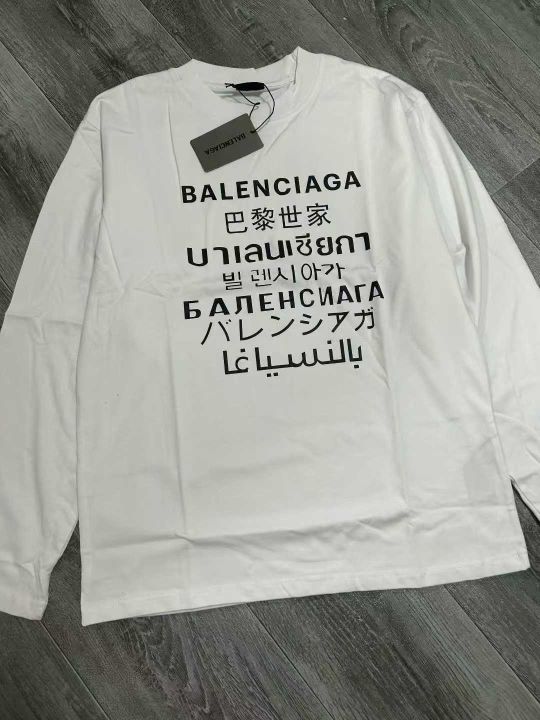 BALENCIAGA
BALENCIAGA
巴黎世家
บาเลนเซียกา
빌렌시아가
БАЛЕНСИАГА
バレンシアガ
بالنسياغا